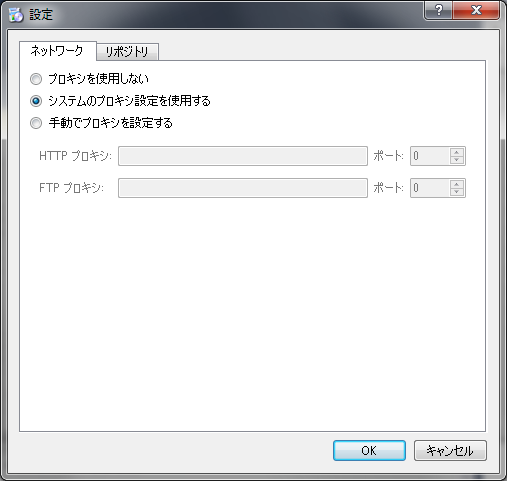 設定
ネットワーク リポジトリ
プロキシを使用しない
システムのプロキシ設定を使用する
手動でプロキシを設定する
HTTP プロキシ: ポート: 0
FTP プロキシ: ポート: 0
OK キャンセル